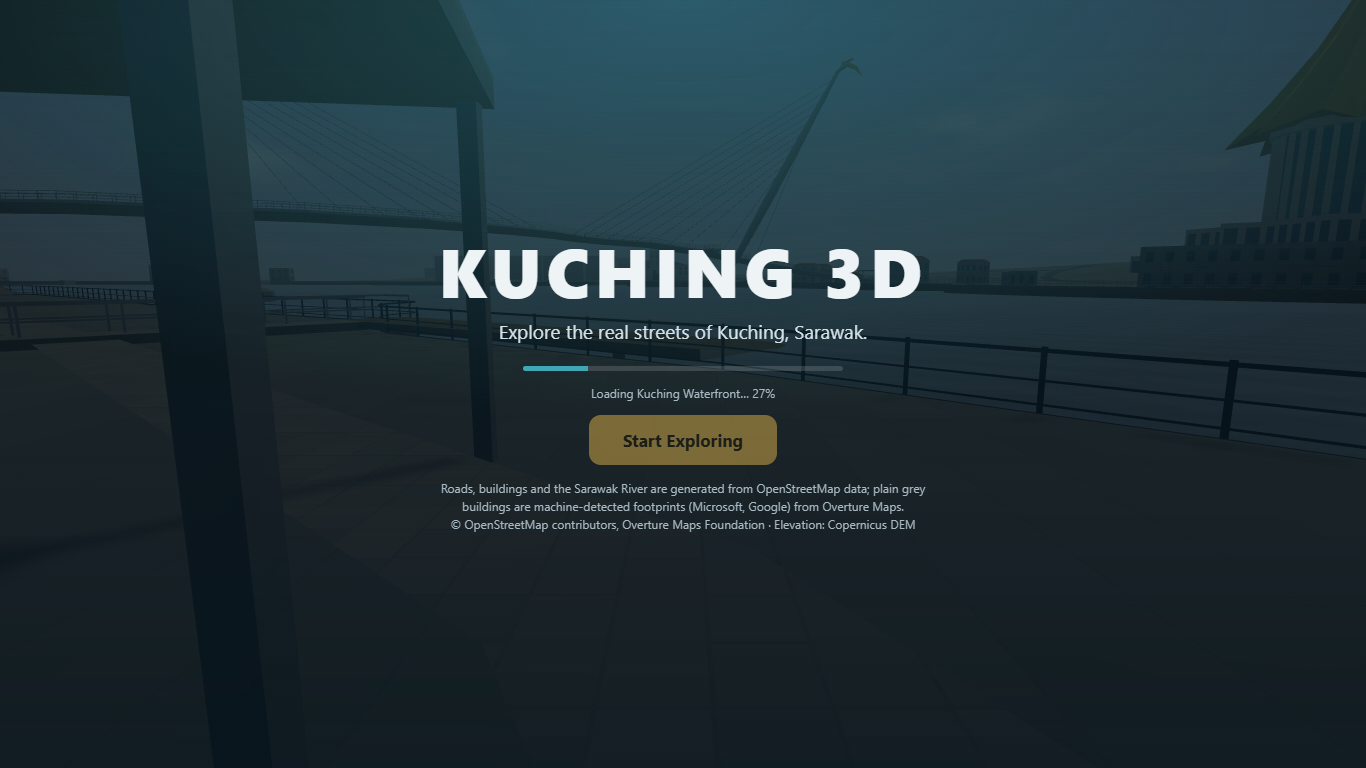 KUCHING 3D
Explore the real streets of Kuching, Sarawak.
Loading Kuching Waterfront... 27%
Start Exploring
Roads, buildings and the Sarawak River are generated from OpenStreetMap data; plain grey
buildings are machine-detected footprints (Microsoft, Google) from Overture Maps.
© OpenStreetMap contributors, Overture Maps Foundation · Elevation: Copernicus DEM